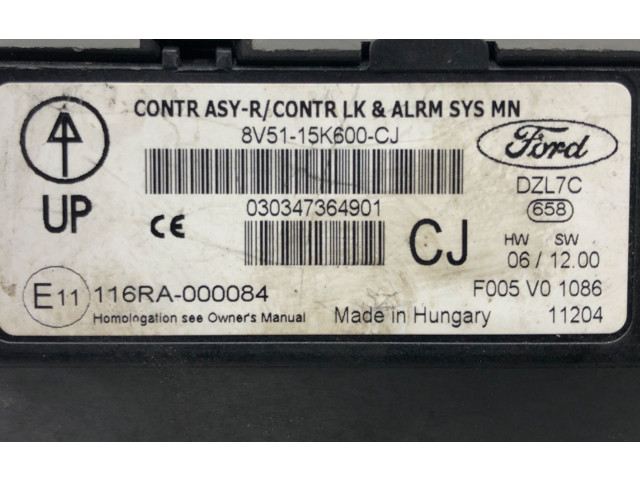 CONTR ASY-R/CONTR LK & ALRM SYS MN
8V51-15K600-CJ
Ford
UP
CE
030347364901
CJ
DZL7C
658
HW SW
06 / 12.00
E11 116RA-000084
F005 V0 1086
Homologation see Owner's Manual
Made in Hungary
11204